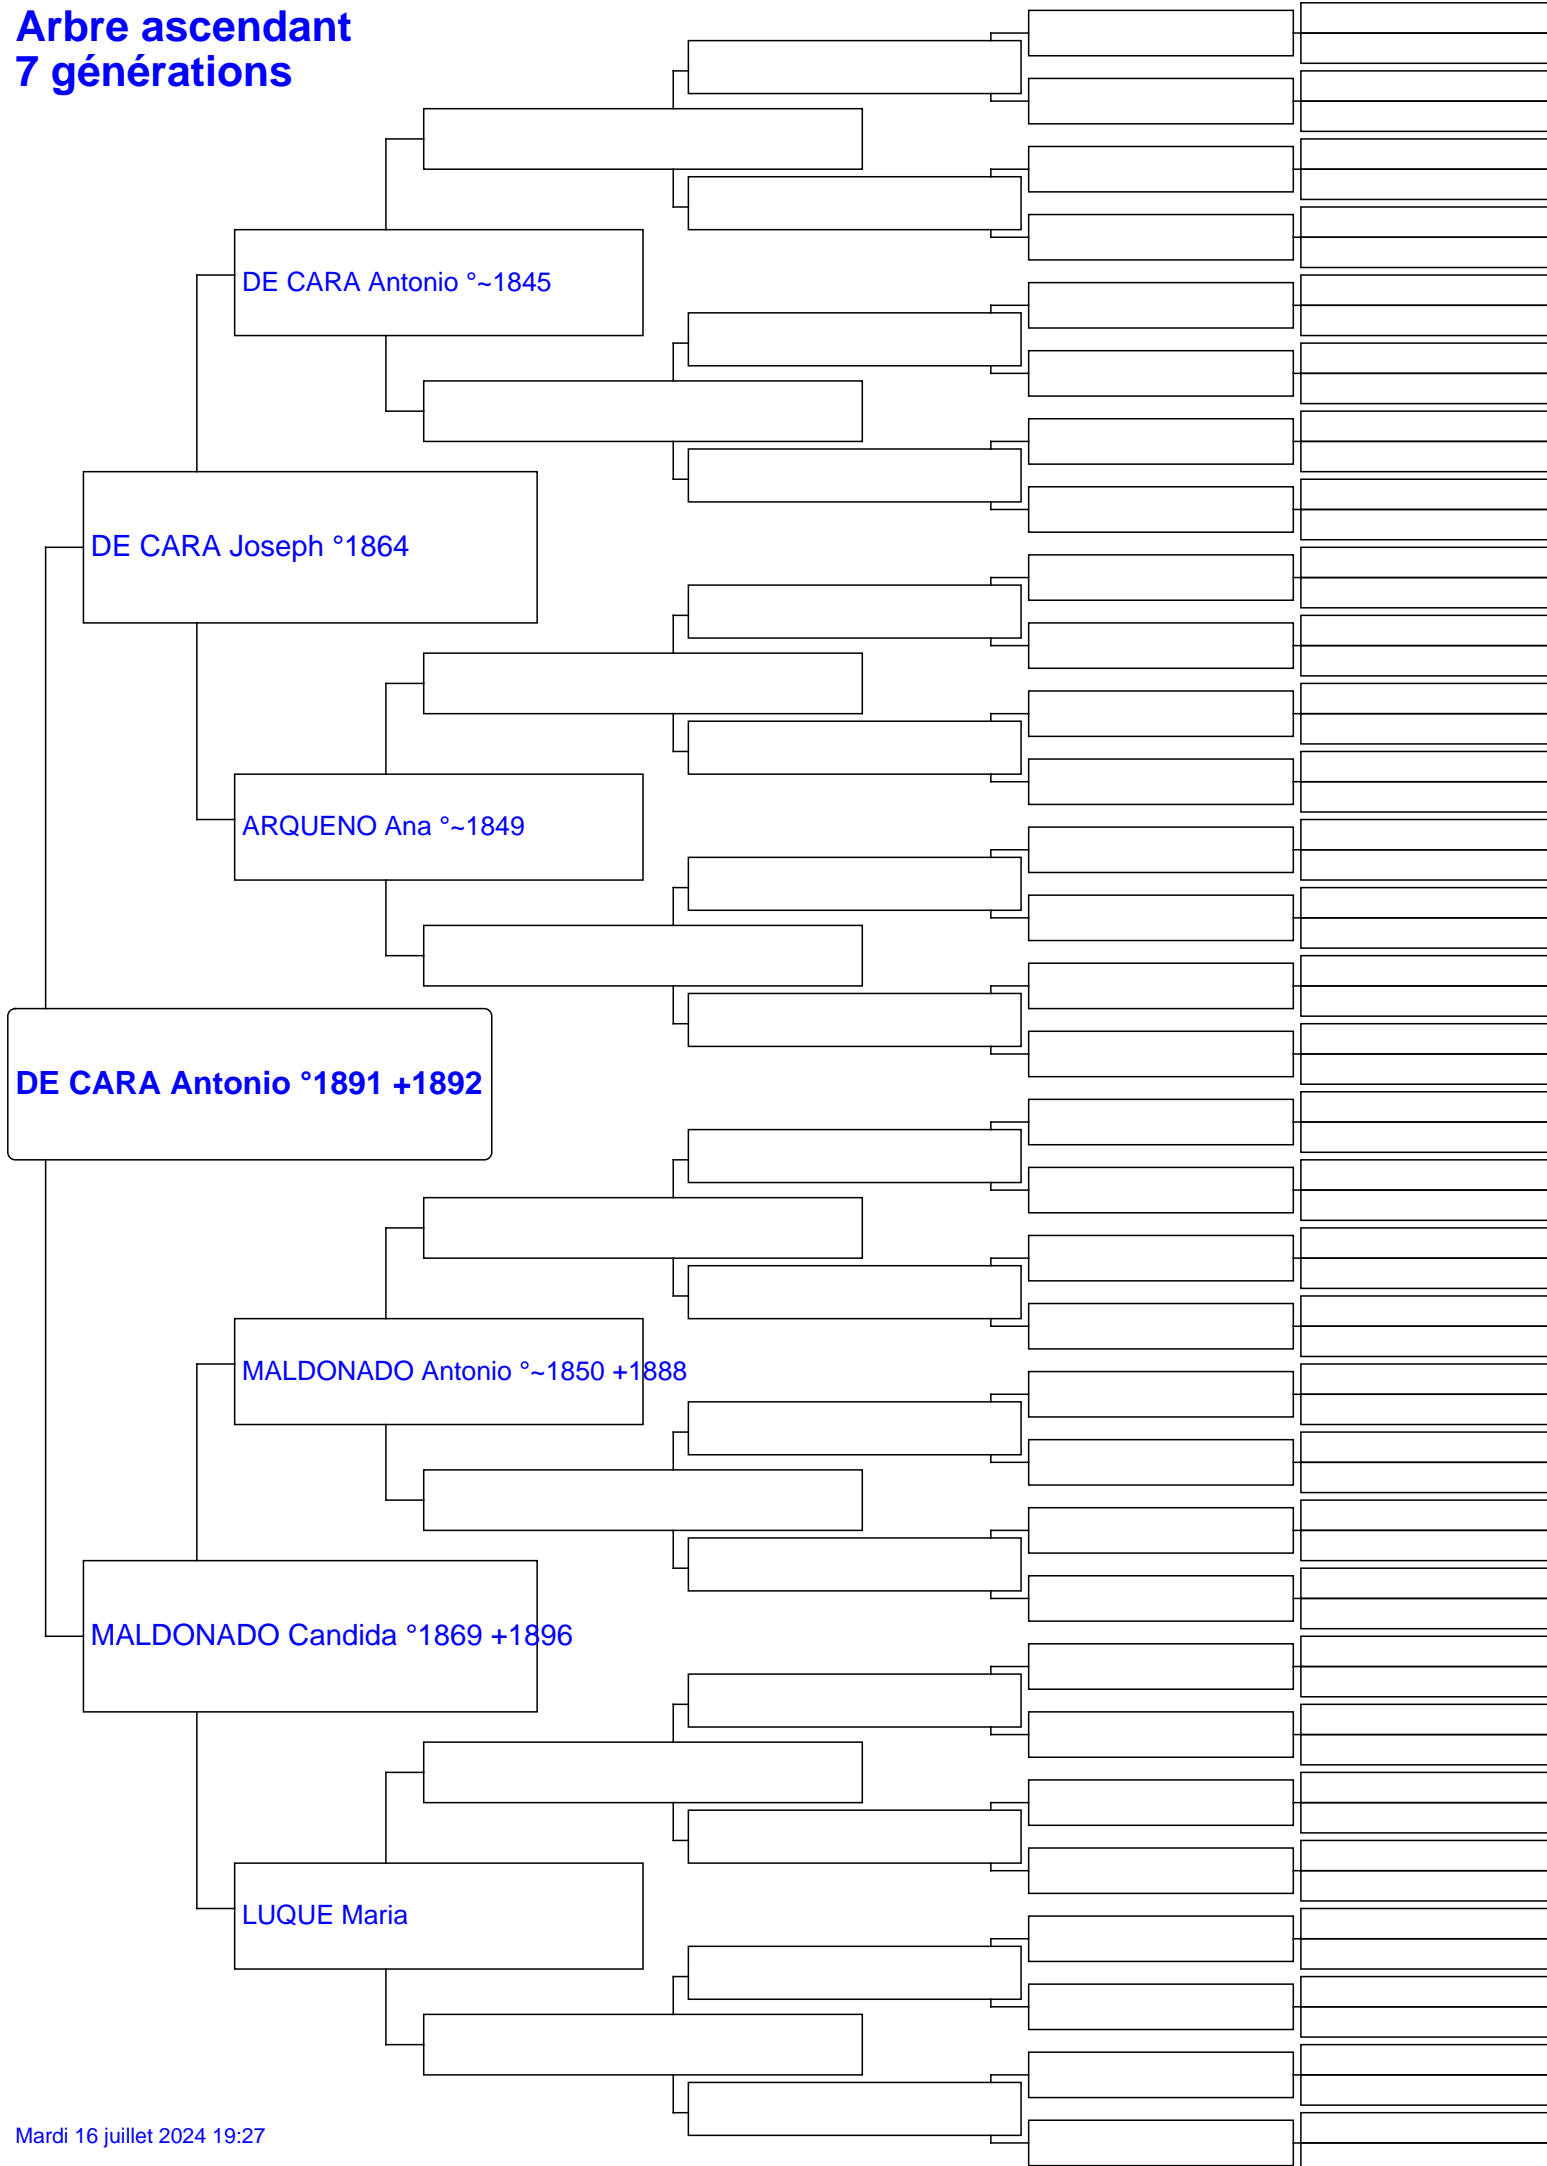 Arbre ascendant
7 générations
DE CARA Antonio °~1845
DE CARA Joseph °1864
ARQUENO Ana °~1849
DE CARA Antonio °1891 +1892
MALDONADO Antonio °~1850 +1888
MALDONADO Candida °1869 +1896
LUQUE Maria
Mardi 16 juillet 2024 19:27